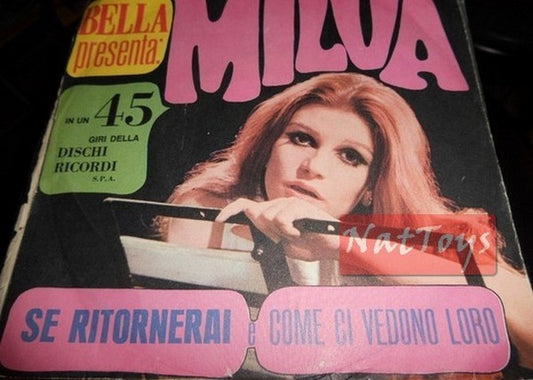 BELLA
presenta:
MILVA
IN UN 45
GIRI DELLA
DISCHI
RICORDI
S.P.A.
NatToys
SE RITORNERAI e COME CI VEDONO LORO